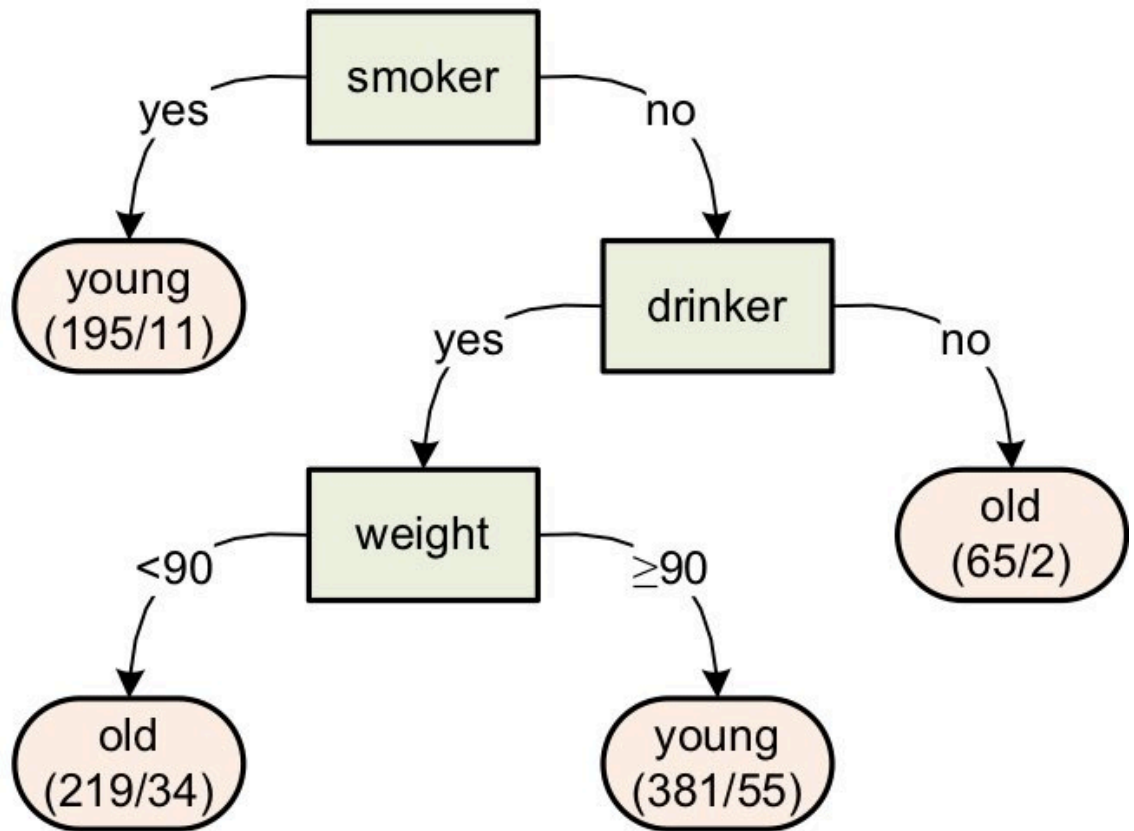 smoker
yes
no
young
(195/11)
drinker
yes
no
weight
old
(65/2)
<90
≥90
old
(219/34)
young
(381/55)